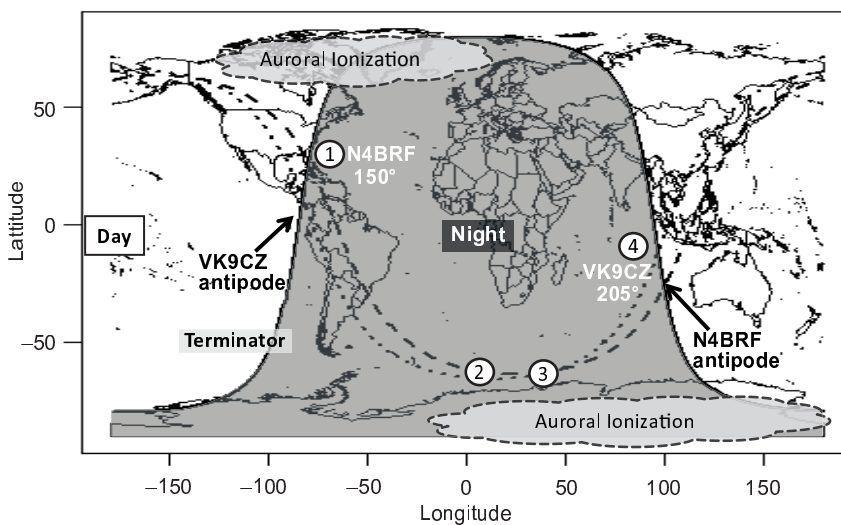 Auroral Ionization
50
1
N4BRF
150°
Lattitude
0
Day
Night
4
VK9CZ
antipode
VK9CZ
205°
N4BRF
antipode
−50
Terminator
2
3
Auroral Ionization
−150
−100
−50
0
50
100
150
Longitude